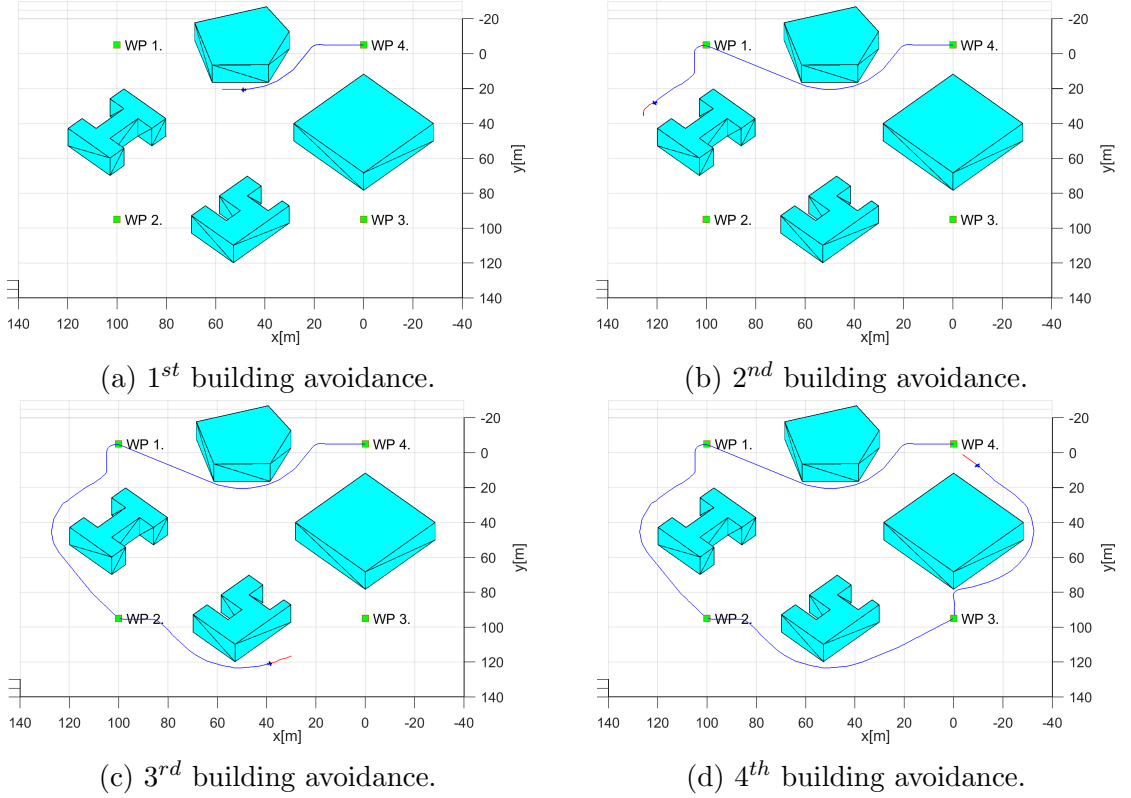 WP 1.
WP 4.
WP 2.
WP 3.
-20
0
20
40
60
80
100
120
140
y[m]
140 120 100 80 60 40 20 0 -20 -40
x[m]
(a) 1st building avoidance.
WP 1.
WP 4.
WP 2.
WP 3.
-20
0
20
40
60
80
100
120
140
y[m]
140 120 100 80 60 40 20 0 -20 -40
x[m]
(b) 2nd building avoidance.
WP 1.
WP 4.
WP 2.
WP 3.
-20
0
20
40
60
80
100
120
140
y[m]
140 120 100 80 60 40 20 0 -20 -40
x[m]
(c) 3rd building avoidance.
WP 1.
WP 4.
WP 2.
WP 3.
-20
0
20
40
60
80
100
120
140
y[m]
140 120 100 80 60 40 20 0 -20 -40
x[m]
(d) 4th building avoidance.